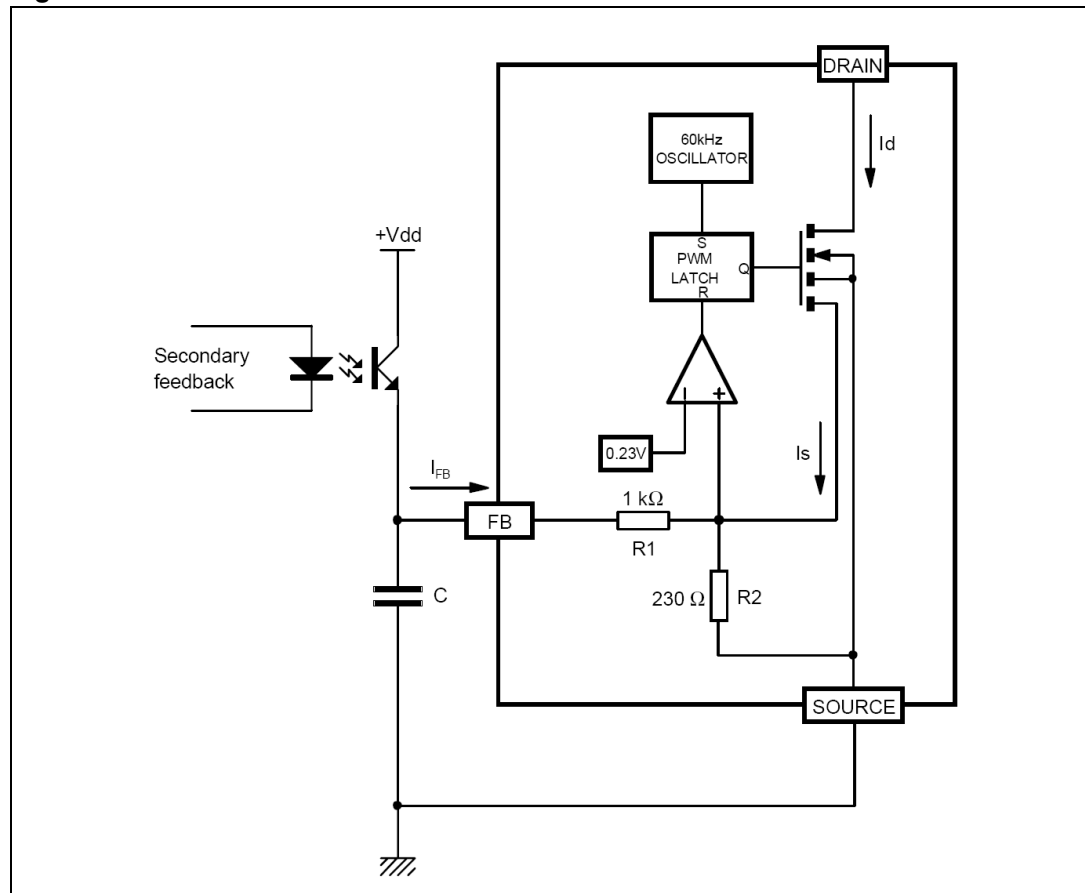 DRAIN
60kHz
OSCILLATOR
Id
+Vdd
S
PWM
LATCH
Q
R
Secondary
feedback
- +
0.23V
Is
I_FB
1 kΩ
FB
R1
C
230 Ω R2
SOURCE